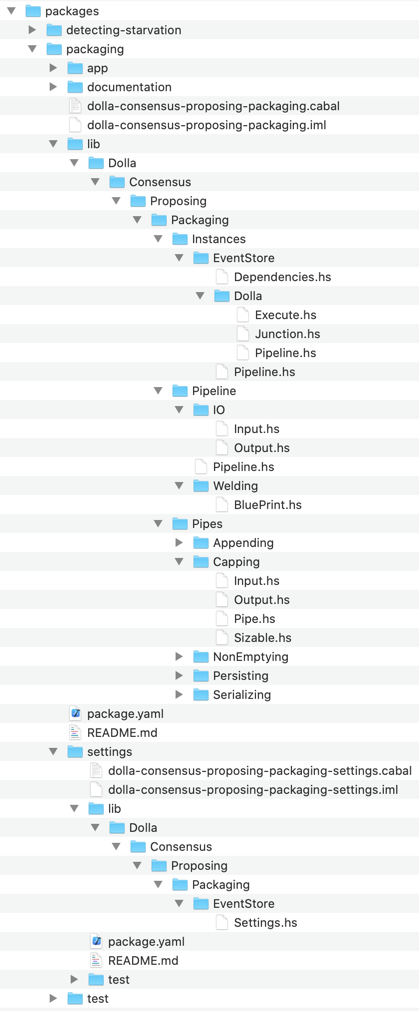 packages
detecting-starvation
packaging
app
documentation
dolla-consensus-proposing-packaging.cabal
dolla-consensus-proposing-packaging.iml
lib
Dolla
Consensus
Proposing
Packaging
Instances
EventStore
Dependencies.hs
Dolla
Execute.hs
Junction.hs
Pipeline.hs
Pipeline.hs
Pipeline
IO
Input.hs
Output.hs
Pipeline.hs
Welding
BluePrint.hs
Pipes
Appending
Capping
Input.hs
Output.hs
Pipe.hs
Sizable.hs
NonEmptying
Persisting
Serializing
package.yaml
README.md
settings
dolla-consensus-proposing-packaging-settings.cabal
dolla-consensus-proposing-packaging-settings.iml
lib
Dolla
Consensus
Proposing
Packaging
EventStore
Settings.hs
package.yaml
README.md
test
test